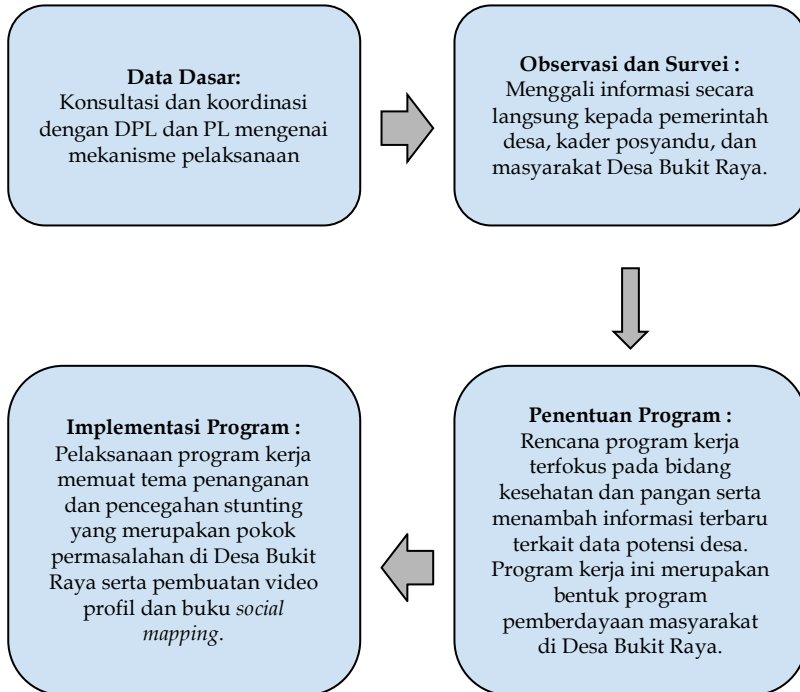 Data Dasar:
Konsultasi dan koordinasi
dengan DPL dan PL mengenai
mekanisme pelaksanaan
Observasi dan Survei :
Menggali informasi secara
langsung kepada pemerintah
desa, kader posyandu, dan
masyarakat Desa Bukit Raya.
Penentuan Program :
Rencana program kerja
terfokus pada bidang
kesehatan dan pangan serta
menambah informasi terbaru
terkait data potensi desa.
Program kerja ini merupakan
bentuk program
pemberdayaan masyarakat
di Desa Bukit Raya.
Implementasi Program :
Pelaksanaan program kerja
memuat tema penanganan
dan pencegahan stunting
yang merupakan pokok
permasalahan di Desa Bukit
Raya serta pembuatan video
profil dan buku social
mapping.